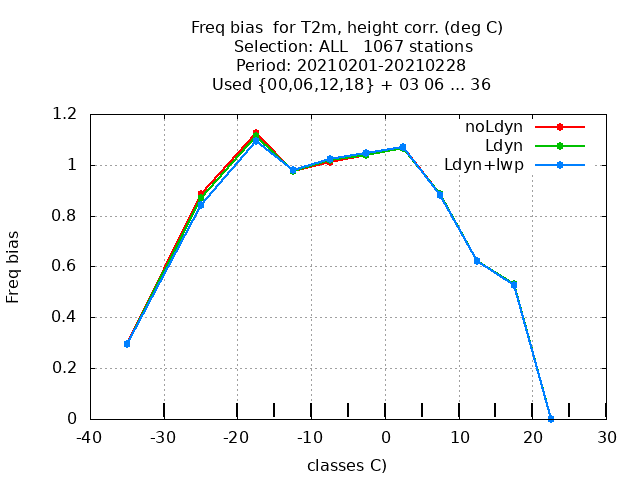 Freq bias  for T2m, height corr. (deg C)
Selection: ALL   1067 stations
Period: 20210201-20210228
Used {00,06,12,18} + 03 06 ... 36
noLdyn
Ldyn
Ldyn+lwp
1.2
1
0.8
0.6
0.4
0.2
0
Freq bias
-40 -30 -20 -10 0 10 20 30
classes C)